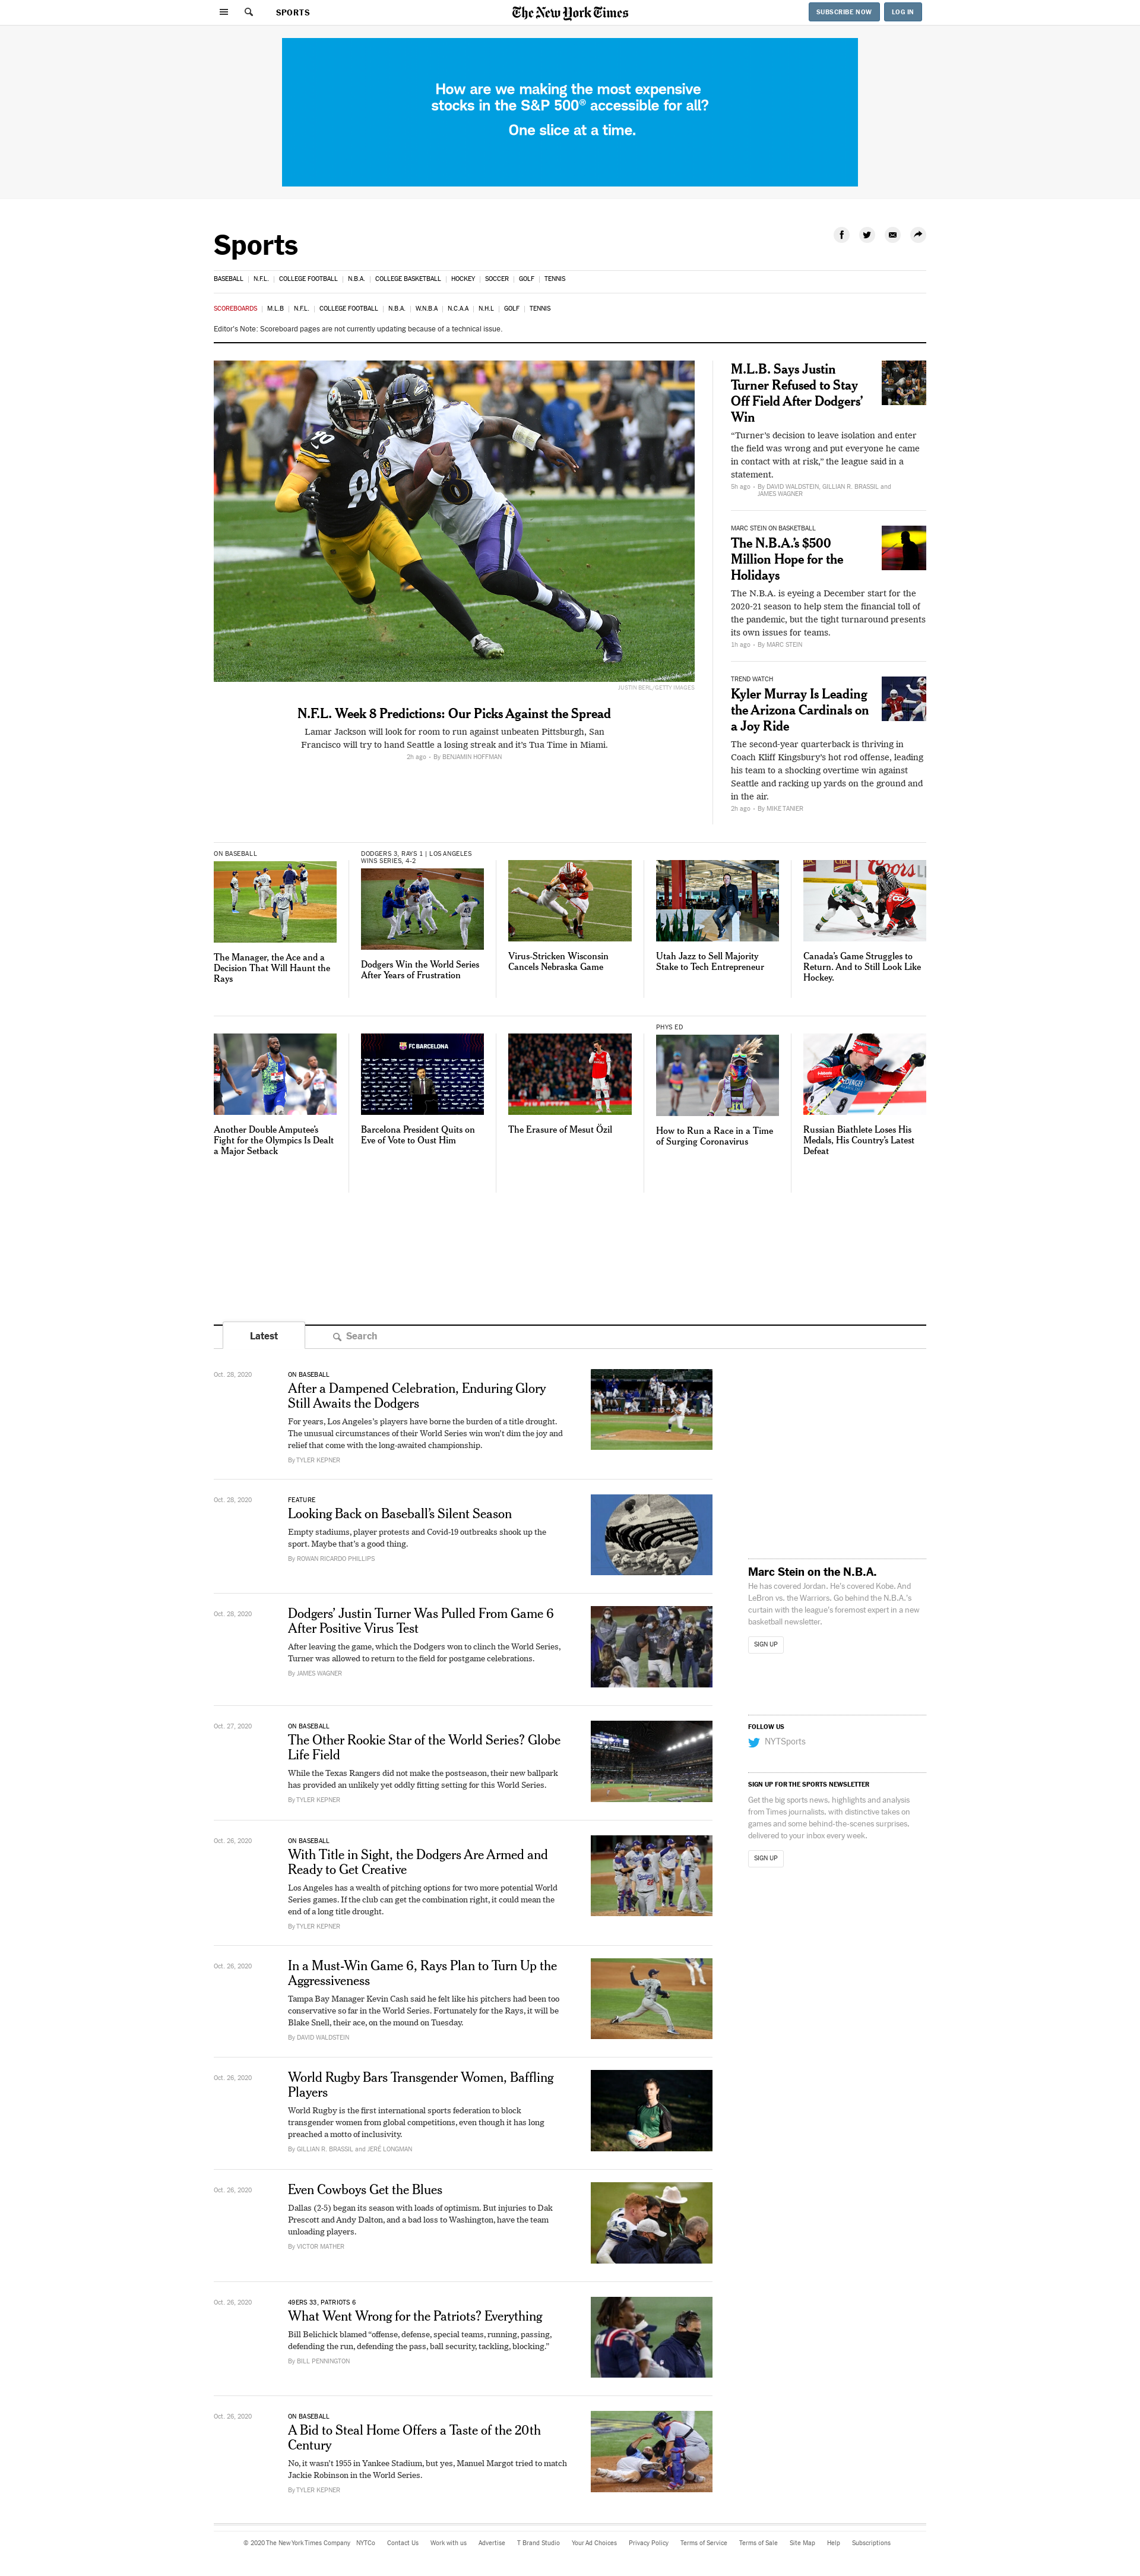 SPORTS
The New York Times
SUBSCRIBE NOW
LOG IN
How are we making the most expensive
stocks in the S&P 500® accessible for all?
One slice at a time.
Sports
BASEBALL | N.F.L. | COLLEGE FOOTBALL | N.B.A. | COLLEGE BASKETBALL | HOCKEY | SOCCER | GOLF | TENNIS
SCOREBOARDS | M.L.B | N.F.L. | COLLEGE FOOTBALL | N.B.A. | W.N.B.A | N.C.A.A | N.H.L | GOLF | TENNIS
Editor's Note: Scoreboard pages are not currently updating because of a technical issue.
JUSTIN BERL/GETTY IMAGES
N.F.L. Week 8 Predictions: Our Picks Against the Spread
Lamar Jackson will look for room to run against unbeaten Pittsburgh, San
Francisco will try to hand Seattle a losing streak and it's Tua Time in Miami.
2h ago - By BENJAMIN HOFFMAN
M.L.B. Says Justin
Turner Refused to Stay
Off Field After Dodgers’
Win
“Turner’s decision to leave isolation and enter
the field was wrong and put everyone he came
in contact with at risk,” the league said in a
statement.
5h ago - By DAVID WALDSTEIN, GILLIAN R. BRASSIL and
JAMES WAGNER
MARC STEIN ON BASKETBALL
The N.B.A.’s $500
Million Hope for the
Holidays
The N.B.A. is eyeing a December start for the
2020-21 season to help stem the financial toll of
the pandemic, but the tight turnaround presents
its own issues for teams.
1h ago - By MARC STEIN
TREND WATCH
Kyler Murray Is Leading
the Arizona Cardinals on
a Joy Ride
The second-year quarterback is thriving in
Coach Kliff Kingsbury’s hot rod offense, leading
his team to a shocking overtime win against
Seattle and racking up yards on the ground and
in the air.
2h ago - By MIKE TANIER
ON BASEBALL
The Manager, the Ace and a
Decision That Will Haunt the
Rays
DODGERS 3, RAYS 1 | LOS ANGELES
WINS SERIES, 4-2
Dodgers Win the World Series
After Years of Frustration
Virus-Stricken Wisconsin
Cancels Nebraska Game
Utah Jazz to Sell Majority
Stake to Tech Entrepreneur
Coors
Canada’s Game Struggles to
Return. And to Still Look Like
Hockey.
Another Double Amputee’s
Fight for the Olympics Is Dealt
a Major Setback
FC BARCELONA
Barcelona President Quits on
Eve of Vote to Oust Him
The Erasure of Mesut Özil
PHYS ED
How to Run a Race in a Time
of Surging Coronavirus
8
Russian Biathlete Loses His
Medals, His Country’s Latest
Defeat
Latest
Search
Oct. 28, 2020
ON BASEBALL
After a Dampened Celebration, Enduring Glory
Still Awaits the Dodgers
For years, Los Angeles’s players have borne the burden of a title drought.
The unusual circumstances of their World Series win won’t dim the joy and
relief that come with the long-awaited championship.
By TYLER KEPNER
Oct. 28, 2020
FEATURE
Looking Back on Baseball’s Silent Season
Empty stadiums, player protests and Covid-19 outbreaks shook up the
sport. Maybe that’s a good thing.
By ROWAN RICARDO PHILLIPS
Oct. 28, 2020
Dodgers’ Justin Turner Was Pulled From Game 6
After Positive Virus Test
After leaving the game, which the Dodgers won to clinch the World Series,
Turner was allowed to return to the field for postgame celebrations.
By JAMES WAGNER
Oct. 27, 2020
ON BASEBALL
The Other Rookie Star of the World Series? Globe
Life Field
While the Texas Rangers did not make the postseason, their new ballpark
has provided an unlikely yet oddly fitting setting for this World Series.
By TYLER KEPNER
Oct. 26, 2020
ON BASEBALL
With Title in Sight, the Dodgers Are Armed and
Ready to Get Creative
Los Angeles has a wealth of pitching options for two more potential World
Series games. If the club can get the combination right, it could mean the
end of a long title drought.
By TYLER KEPNER
Oct. 26, 2020
In a Must-Win Game 6, Rays Plan to Turn Up the
Aggressiveness
Tampa Bay Manager Kevin Cash said he felt like his pitchers had been too
conservative so far in the World Series. Fortunately for the Rays, it will be
Blake Snell, their ace, on the mound on Tuesday.
By DAVID WALDSTEIN
Oct. 26, 2020
World Rugby Bars Transgender Women, Baffling
Players
World Rugby is the first international sports federation to block
transgender women from global competitions, even though it has long
preached a motto of inclusivity.
By GILLIAN R. BRASSIL and JERÉ LONGMAN
Oct. 26, 2020
Even Cowboys Get the Blues
Dallas (2-5) began its season with loads of optimism. But injuries to Dak
Prescott and Andy Dalton, and a bad loss to Washington, have the team
unloading players.
By VICTOR MATHER
Oct. 26, 2020
49ERS 33, PATRIOTS 6
What Went Wrong for the Patriots? Everything
Bill Belichick blamed “offense, defense, special teams, running, passing,
defending the run, defending the pass, ball security, tackling, blocking.”
By BILL PENNINGTON
Oct. 26, 2020
ON BASEBALL
A Bid to Steal Home Offers a Taste of the 20th
Century
No, it wasn’t 1955 in Yankee Stadium, but yes, Manuel Margot tried to match
Jackie Robinson in the World Series.
By TYLER KEPNER
Marc Stein on the N.B.A.
He has covered Jordan. He’s covered Kobe. And
LeBron vs. the Warriors. Go behind the N.B.A.’s
curtain with the league’s foremost expert in a new
basketball newsletter.
SIGN UP
FOLLOW US
NYTSports
SIGN UP FOR THE SPORTS NEWSLETTER
Get the big sports news, highlights and analysis
from Times journalists, with distinctive takes on
games and some behind-the-scenes surprises,
delivered to your inbox every week.
SIGN UP
© 2020 The New York Times Company NYTCo Contact Us Work with us Advertise T Brand Studio Your Ad Choices Privacy Policy Terms of Service Terms of Sale Site Map Help Subscriptions